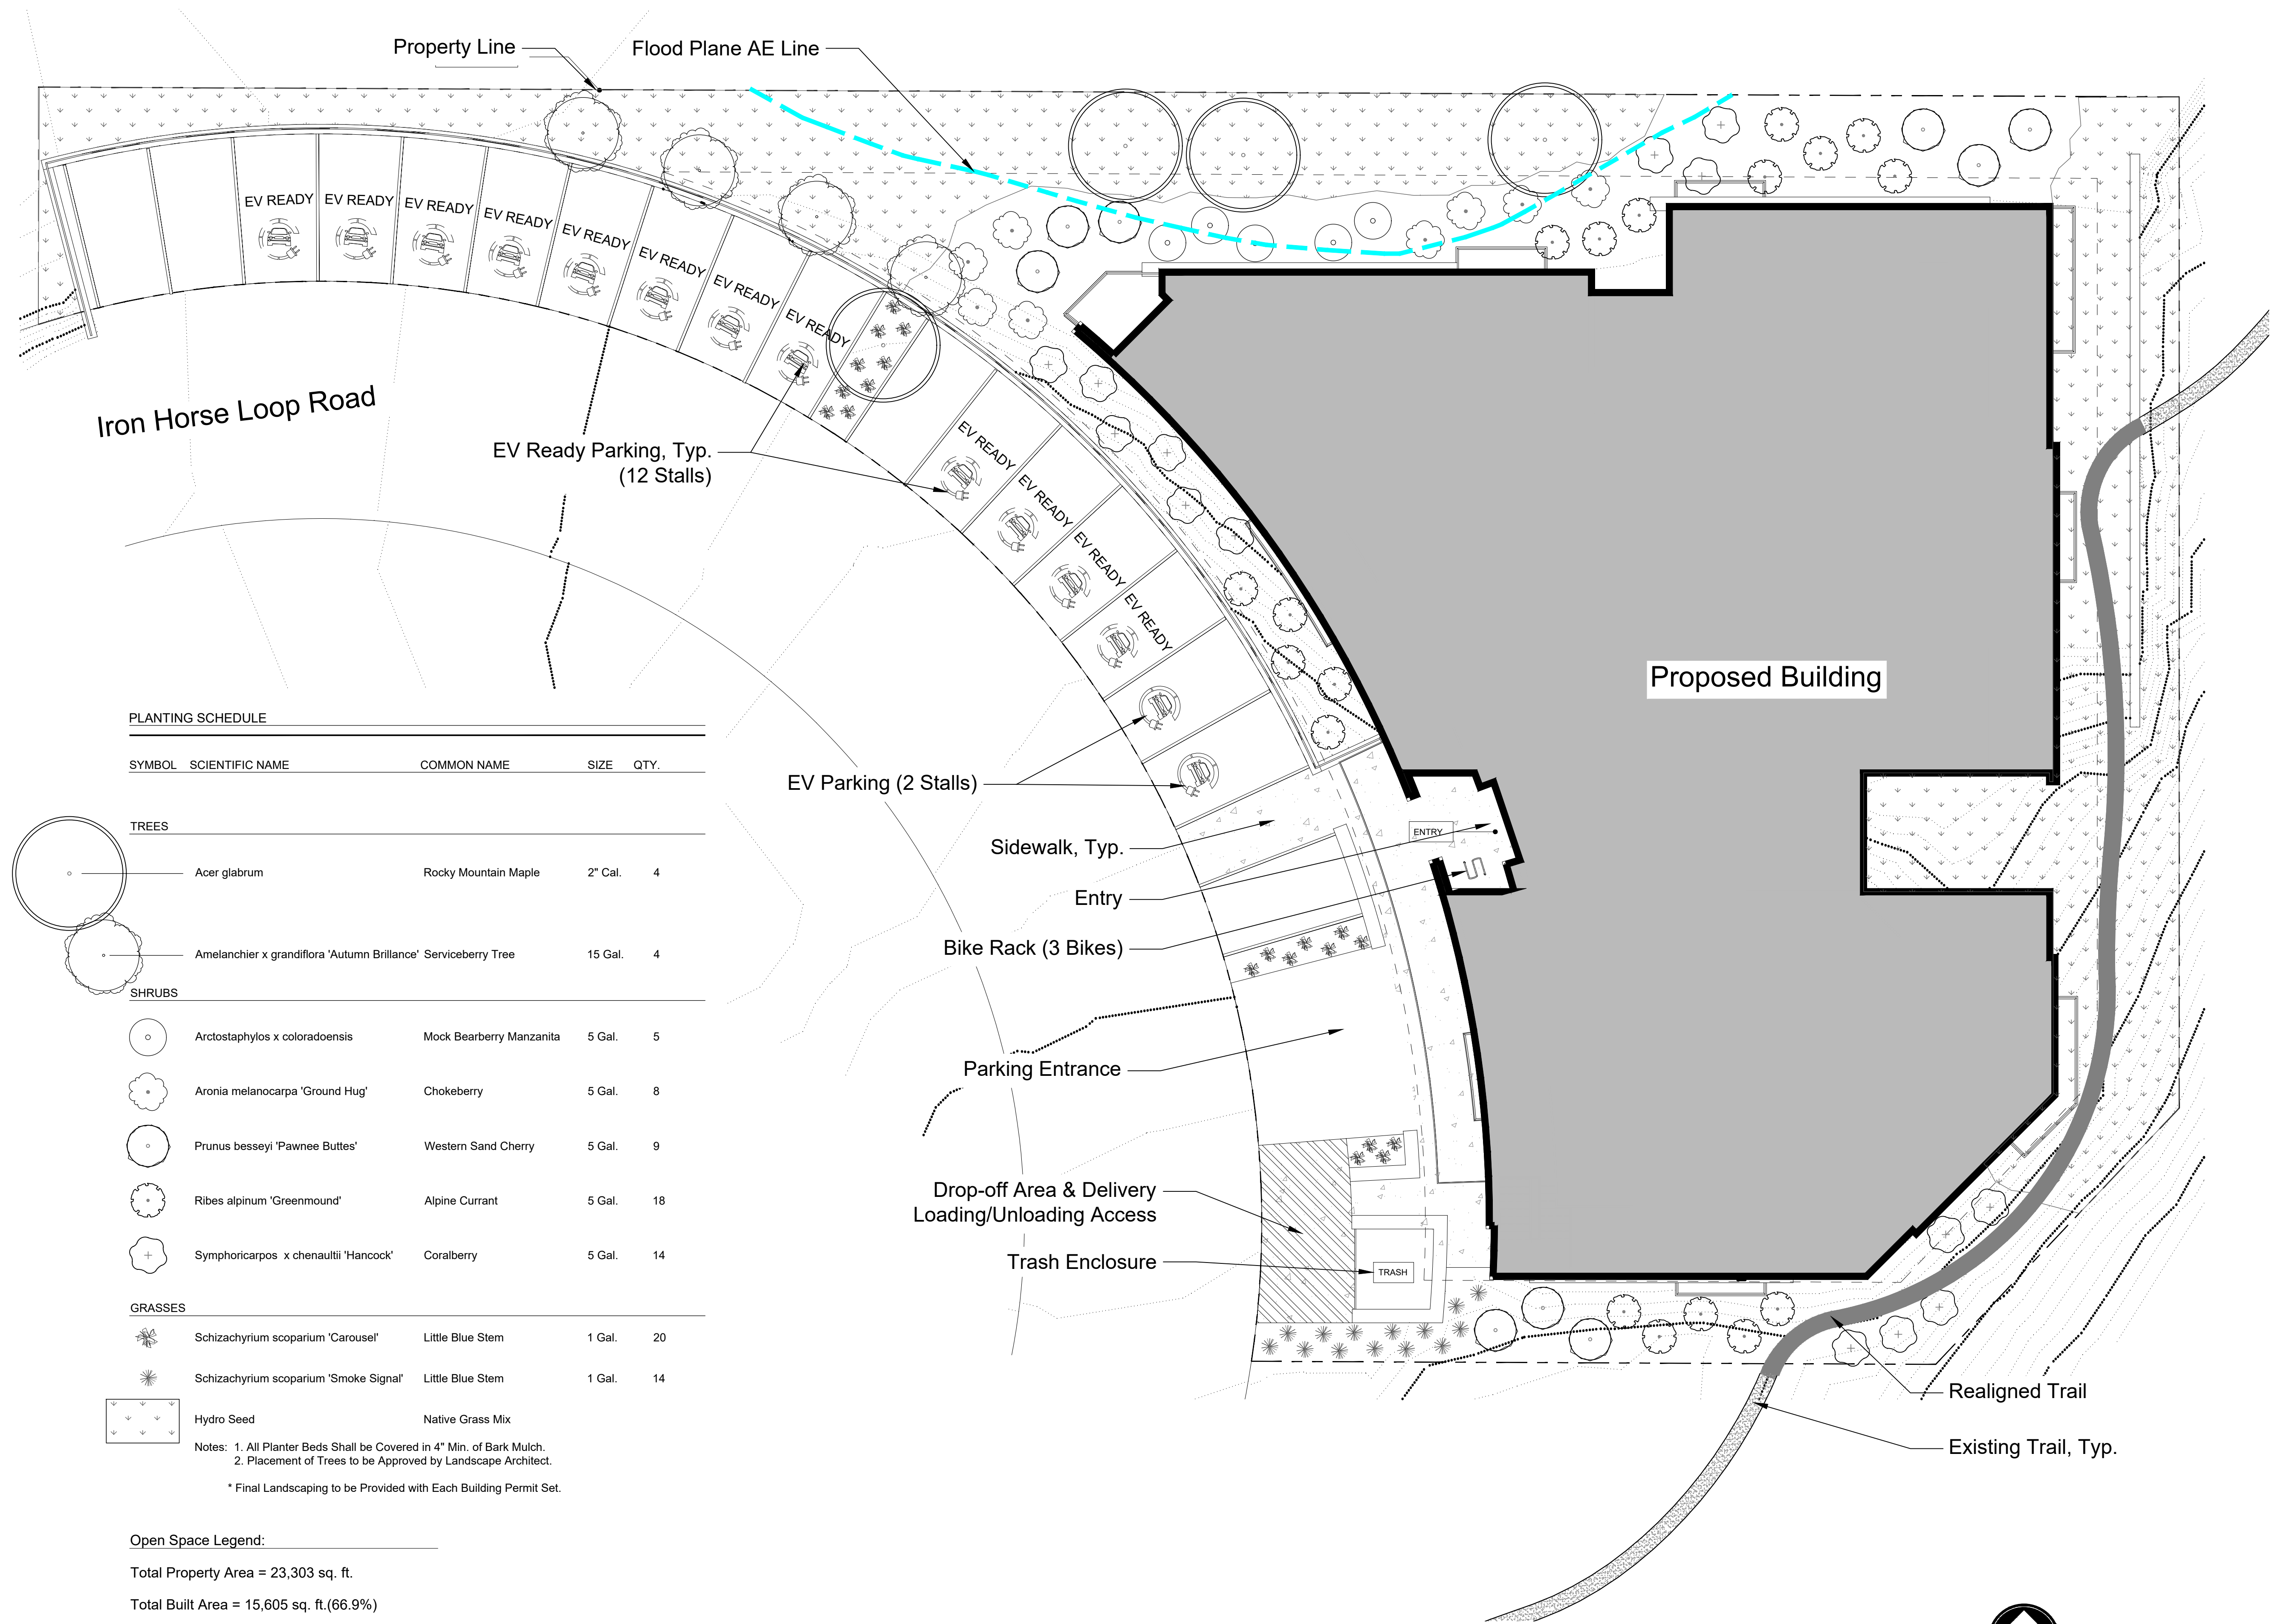 Property Line
Flood Plane AE Line
EV READY
EV READY
EV READY
EV READY
EV READY
EV READY
EV READY
EV READY
Iron Horse Loop Road
EV Ready Parking, Typ.
(12 Stalls)
EV READY
EV READY
EV READY
EV READY
Proposed Building
EV Parking (2 Stalls)
Sidewalk, Typ.
ENTRY
Entry
Bike Rack (3 Bikes)
Parking Entrance
Drop-off Area & Delivery
Loading/Unloading Access
Trash Enclosure
TRASH
Realigned Trail
Existing Trail, Typ.
PLANTING SCHEDULE
SYMBOL SCIENTIFIC NAME COMMON NAME SIZE QTY.
TREES
Acer glabrum Rocky Mountain Maple 2" Cal. 4
Amelanchier x grandiflora 'Autumn Brillance' Serviceberry Tree 15 Gal. 4
SHRUBS
Arctostaphylos x coloradoensis Mock Bearberry Manzanita 5 Gal. 5
Aronia melanocarpa 'Ground Hug' Chokeberry 5 Gal. 8
Prunus besseyi 'Pawnee Buttes' Western Sand Cherry 5 Gal. 9
Ribes alpinum 'Greenmound' Alpine Currant 5 Gal. 18
Symphoricarpos x chenaultii 'Hancock' Coralberry 5 Gal. 14
GRASSES
Schizachyrium scoparium 'Carousel' Little Blue Stem 1 Gal. 20
Schizachyrium scoparium 'Smoke Signal' Little Blue Stem 1 Gal. 14
Hydro Seed Native Grass Mix
Notes: 1. All Planter Beds Shall be Covered in 4" Min. of Bark Mulch.
2. Placement of Trees to be Approved by Landscape Architect.
* Final Landscaping to be Provided with Each Building Permit Set.
Open Space Legend:
Total Property Area = 23,303 sq. ft.
Total Built Area = 15,605 sq. ft.(66.9%)